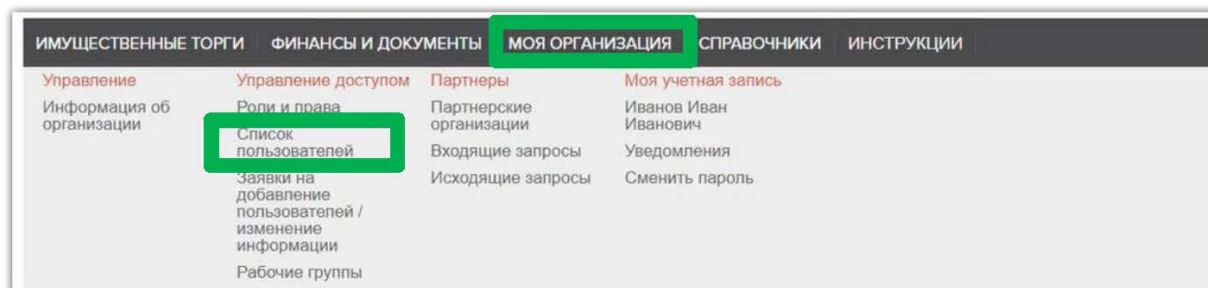 ИМУЩЕСТВЕННЫЕ ТОРГИ ФИНАНСЫ И ДОКУМЕНТЫ МОЯ ОРГАНИЗАЦИЯ СПРАВОЧНИКИ ИНСТРУКЦИИ
Управление
Информация об
организации
Управление доступом
Роли и права
Список
пользователей
Заявки на
добавление
пользователей /
изменение
информации
Рабочие группы
Партнеры
Партнерские
организации
Входящие запросы
Исходящие запросы
Моя учетная запись
Иванов Иван
Иванович
Уведомления
Сменить пароль